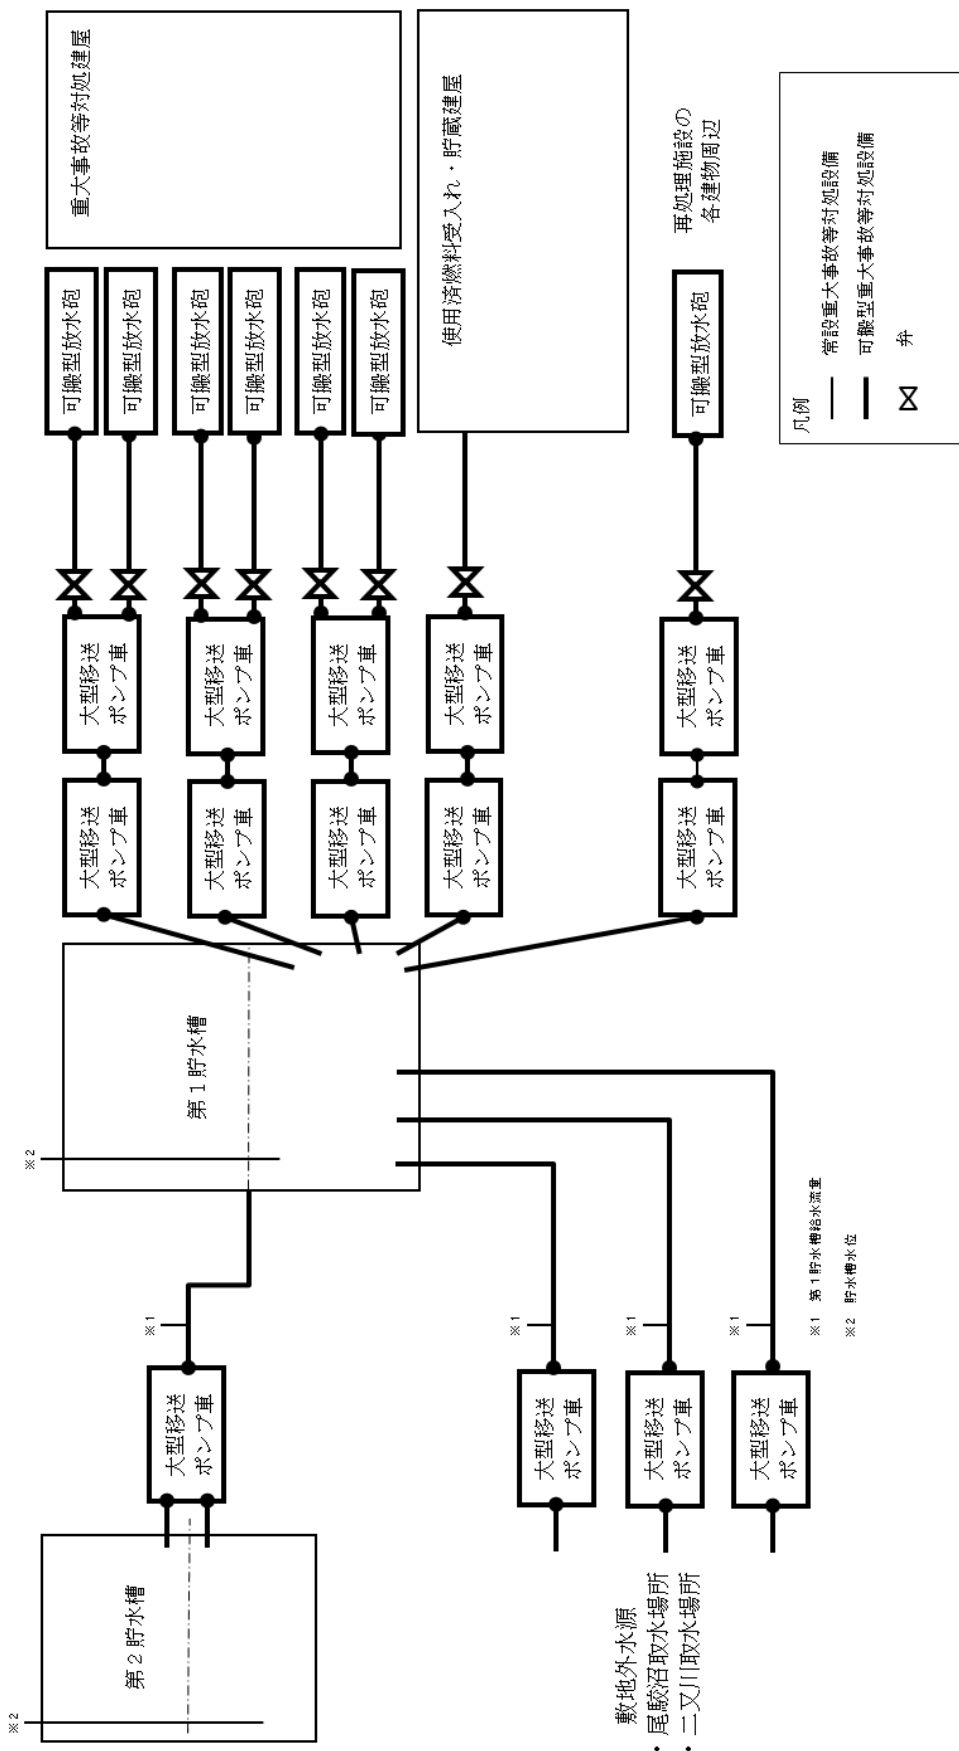 ※2
第2貯水槽
大型移送
ポンプ車
※1
※2
第1貯水槽
敷地外水源
・尾駮沼取水場所
・二又川取水場所
大型移送
ポンプ車
※1
大型移送
ポンプ車
※1
大型移送
ポンプ車
※1
大型移送
ポンプ車
大型移送
ポンプ車
可搬型放水砲
可搬型放水砲
大型移送
ポンプ車
大型移送
ポンプ車
可搬型放水砲
可搬型放水砲
大型移送
ポンプ車
大型移送
ポンプ車
可搬型放水砲
可搬型放水砲
重大事故等対処建屋
大型移送
ポンプ車
大型移送
ポンプ車
使用済燃料受入れ・貯蔵建屋
大型移送
ポンプ車
大型移送
ポンプ車
可搬型放水砲
再処理施設の
各建物周辺
※1 第1貯水槽給水流量
※2 貯水槽水位
凡例
常設重大事故等対処設備
可搬型重大事故等対処設備
弁